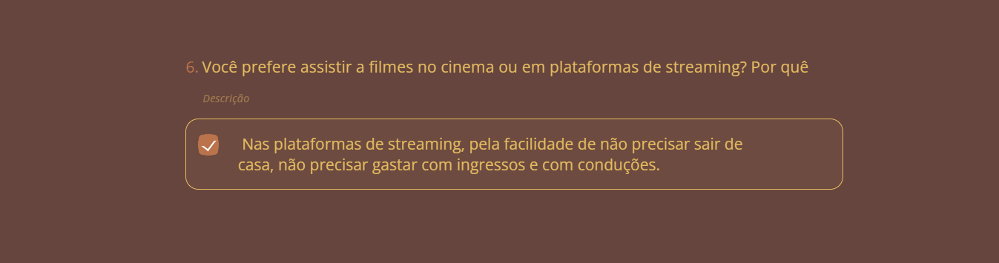 6. Você prefere assistir a filmes no cinema ou em plataformas de streaming? Por quê
Descrição
Nas plataformas de streaming, pela facilidade de não precisar sair de
casa, não precisar gastar com ingressos e com conduções.